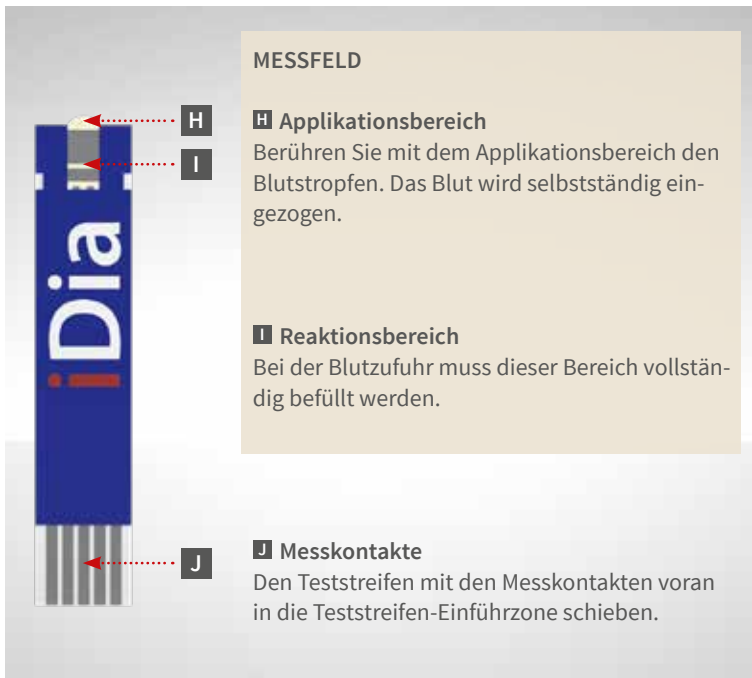 MESSFELD
H
H Applikationsbereich
Berühren Sie mit dem Applikationsbereich den
Blutstropfen. Das Blut wird selbstständig ein-
gezogen.
I
iDia
I Reaktionsbereich
Bei der Blutzufuhr muss dieser Bereich vollstän-
dig befüllt werden.
J
J Messkontakte
Den Teststreifen mit den Messkontakten voran
in die Teststreifen-Einführzone schieben.